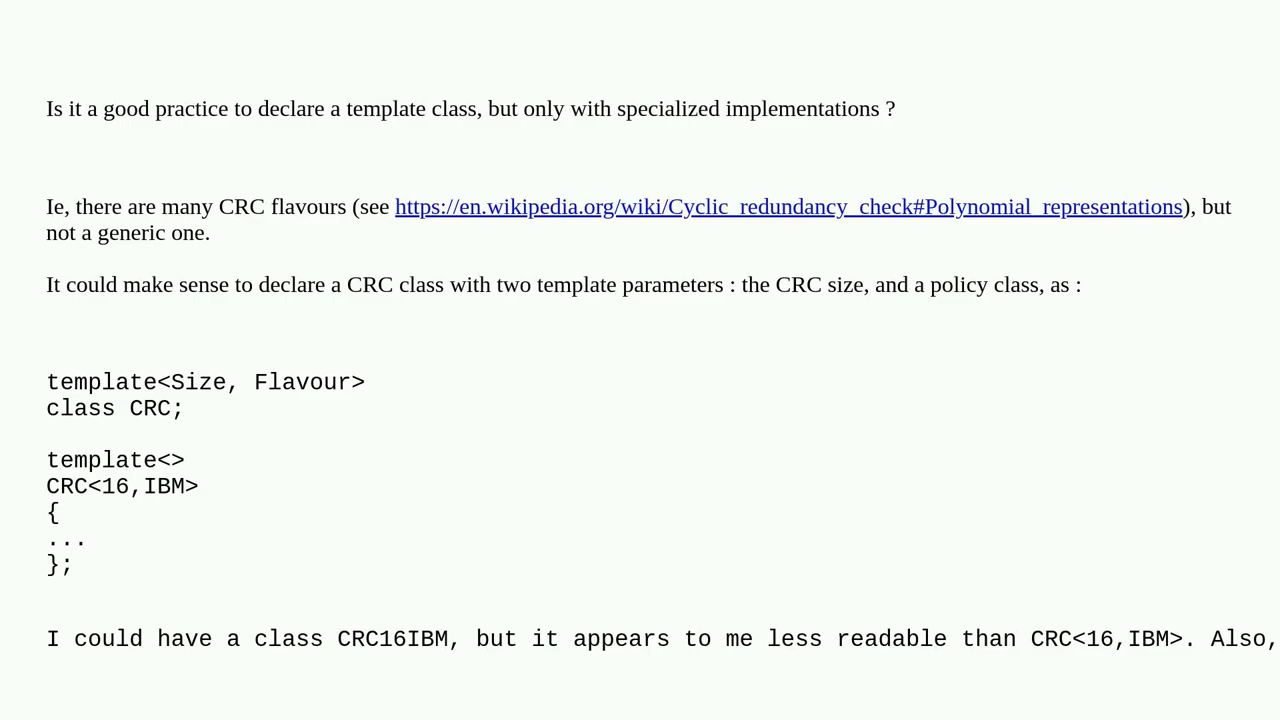 Is it a good practice to declare a template class, but only with specialized implementations ?
Ie, there are many CRC flavours (see https://en.wikipedia.org/wiki/Cyclic_redundancy_check#Polynomial_representations), but
not a generic one.
It could make sense to declare a CRC class with two template parameters : the CRC size, and a policy class, as :
template<Size, Flavour>
class CRC;
template<>
CRC<16,IBM>
{
...
};
I could have a class CRC16IBM, but it appears to me less readable than CRC<16,IBM>. Also,